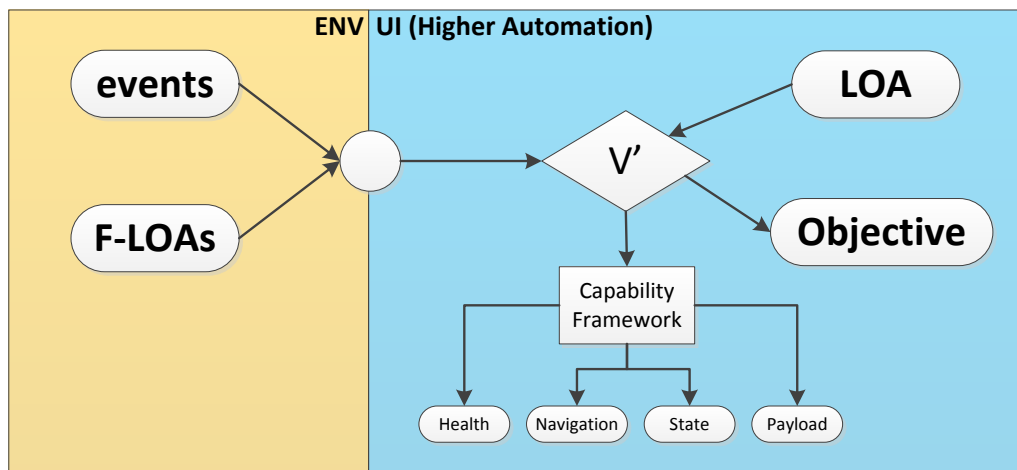 ENV UI (Higher Automation)
events
LOA
V’
F-LOAs
Objective
Capability
Framework
Health
Navigation
State
Payload